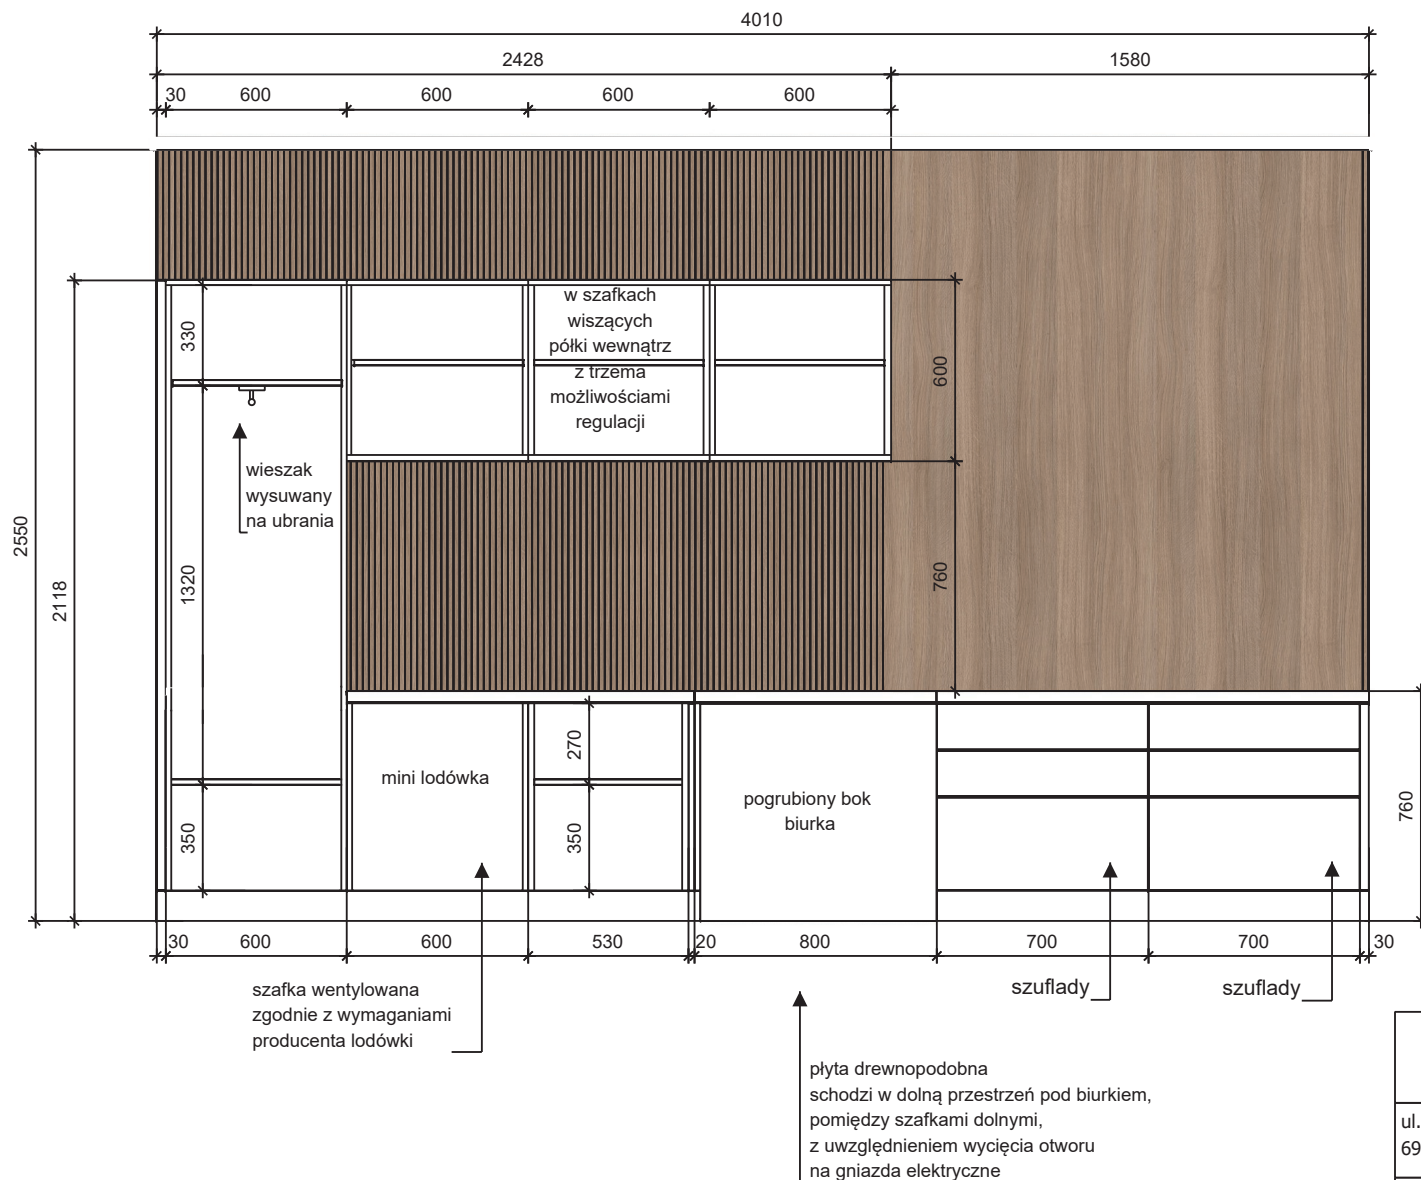 4010
2428
1580
30
600
600
600
600
w szafkach
wiszących
półki wewnątrz
z trzema
możliwościami
regulacji
330
600
wieszak
wysuwany
na ubrania
2550
2118
1320
760
270
mini lodówka
pogrubiony bok
biurka
760
350
350
30
600
600
530
20
800
700
700
30
szafka wentylowana
zgodnie z wymaganiami
producenta lodówki
szuflady
szuflady
płyta drewnopodobna
schodzi w dolną przestrzeń pod biurkiem,
pomiędzy szafkami dolnymi,
z uwzględnieniem wycięcia otworu
na gniazda elektryczne
ul.
69